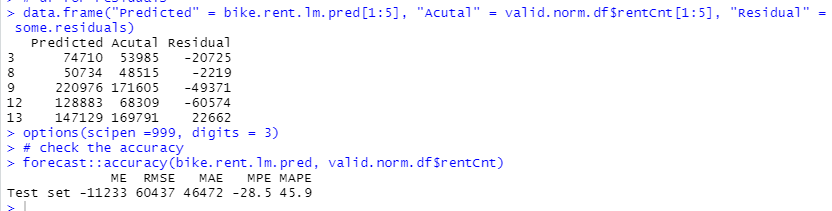 > data.frame("Predicted" = bike.rent.lm.pred[1:5], "Acutal" = valid.norm.df$rentCnt[1:5], "Residual" =
some.residuals)
Predicted Acutal Residual
3 74710 53985 -20725
8 50734 48515 -2219
9 220976 171605 -49371
12 128883 68309 -60574
13 147129 169791 22662
> options(scipen =999, digits = 3)
> # check the accuracy
> forecast::accuracy(bike.rent.lm.pred, valid.norm.df$rentCnt)
ME RMSE MAE MPE MAPE
Test set -11233 60437 46472 -28.5 45.9
>